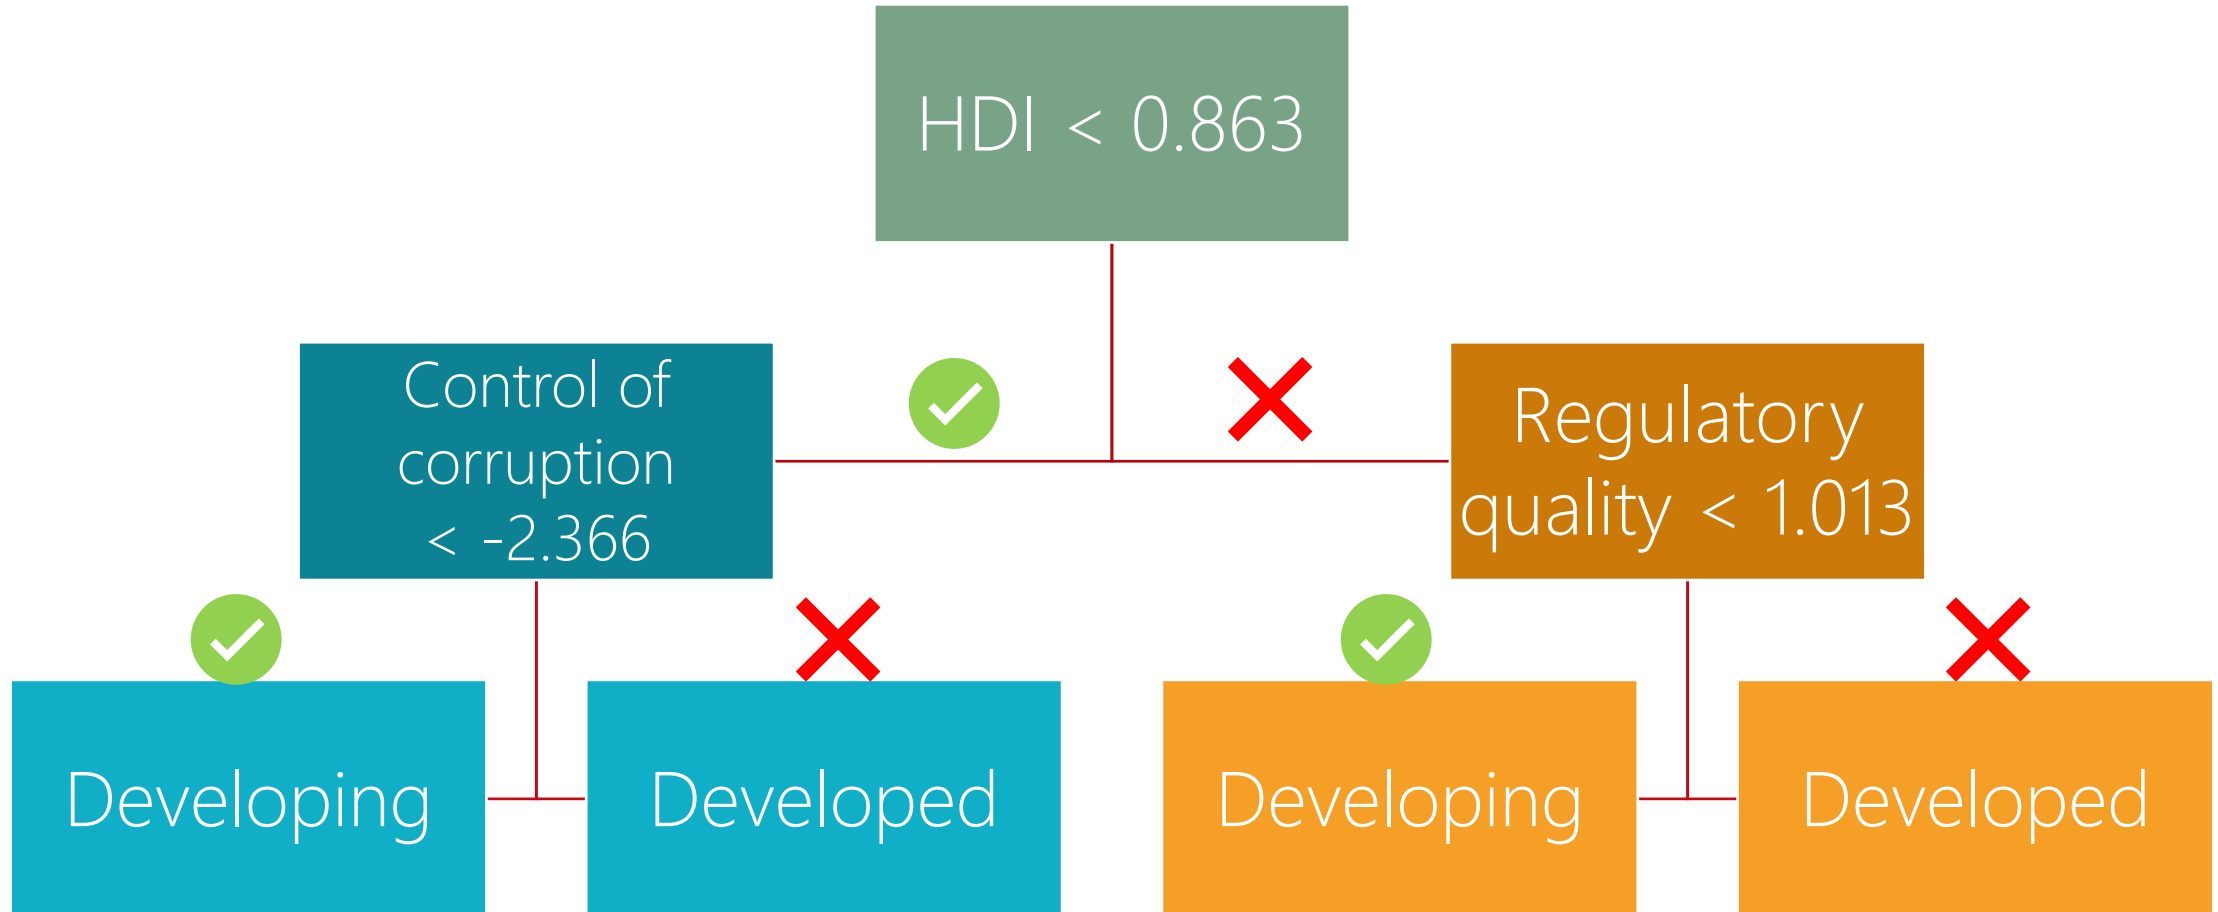 HDI < 0.863
Control of
corruption
< -2.366
Regulatory
quality < 1.013
Developing
Developed
Developing
Developed